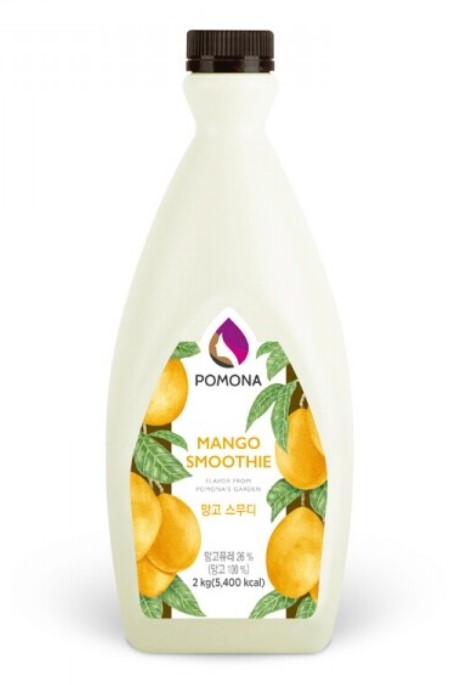 POMONA
MANGO
SMOOTHIE
FLAVOR FROM
POMONA'S GARDEN
망고 스무디
망고퓨레 26 %
(망고 100 %)
2 kg(5,400 kcal)